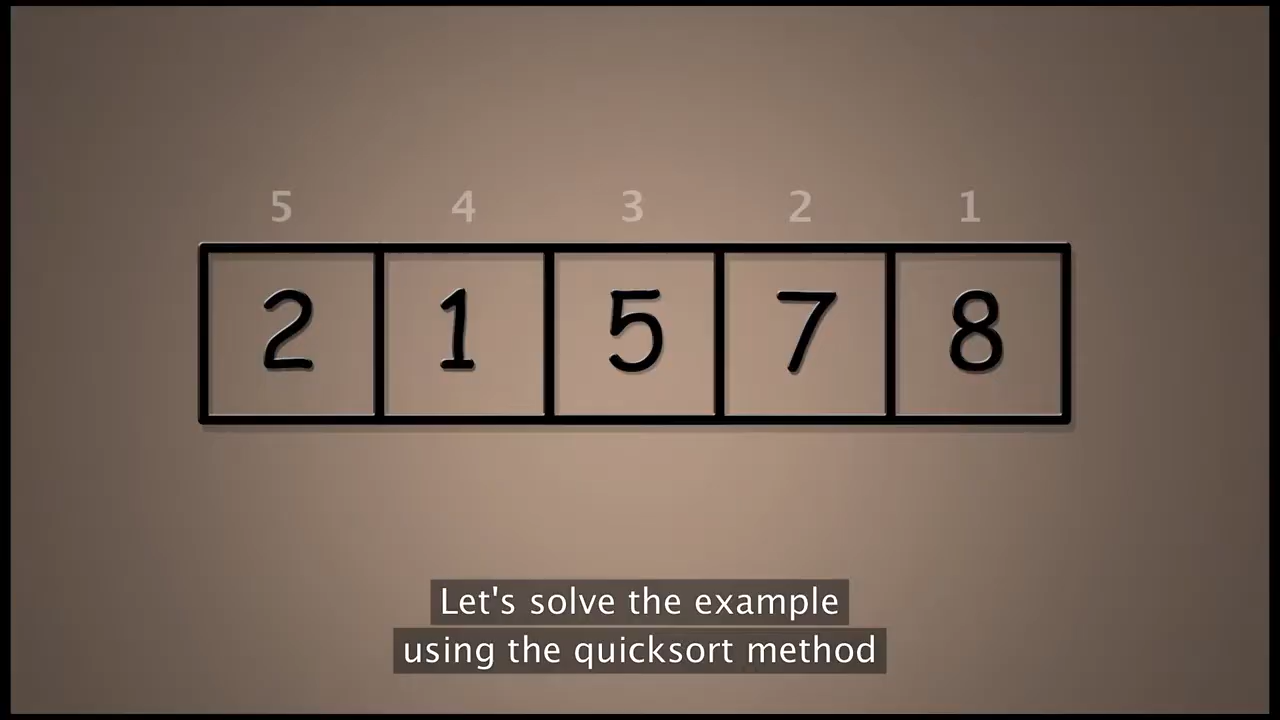 5 4 3 2 1
2 1 5 7 8
Let's solve the example
using the quicksort method